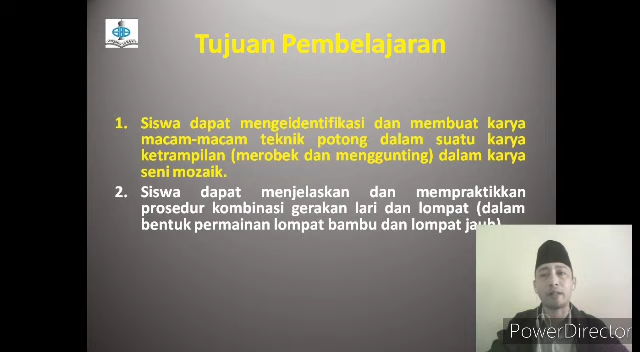 Tujuan Pembelajaran
1. Siswa dapat mengeidentifikasi dan membuat karya
macam-macam teknik potong dalam suatu karya
ketrampilan (merobek dan menggunting) dalam karya
seni mozaik.
2. Siswa dapat menjelaskan dan mempraktikkan
prosedur kombinasi gerakan lari dan lompat (dalam
bentuk permainan lompat bambu dan lompat jauh)
PowerDirector